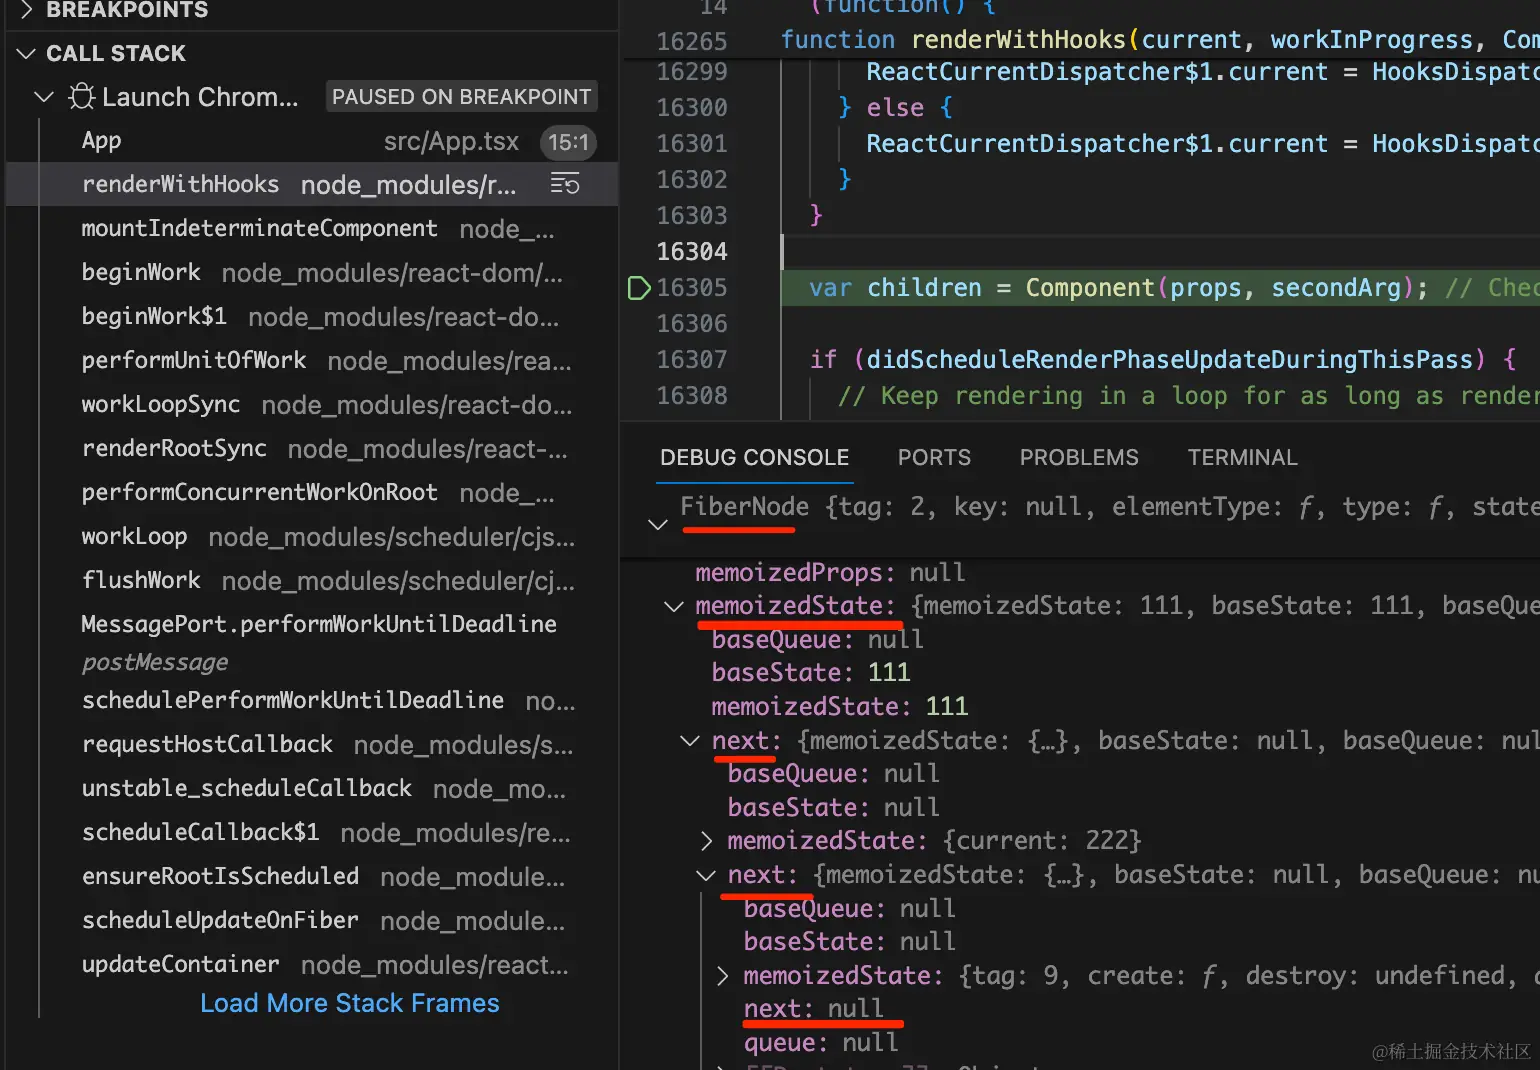 BREAKPOINTS
CALL STACK
Launch Chrom... PAUSED ON BREAKPOINT
App src/App.tsx 15:1
renderWithHooks node_modules/r...
mountIndeterminateComponent node_...
beginWork node_modules/react-dom/...
beginWork$1 node_modules/react-do...
performUnitOfWork node_modules/rea...
workLoopSync node_modules/react-do...
renderRootSync node_modules/react-...
performConcurrentWorkOnRoot node_...
workLoop node_modules/scheduler/cjs...
flushWork node_modules/scheduler/cj...
MessagePort.performWorkUntilDeadline
postMessage
schedulePerformWorkUntilDeadline no...
requestHostCallback node_modules/s...
unstable_scheduleCallback node_mo...
scheduleCallback$1 node_modules/re...
ensureRootIsScheduled node_module...
scheduleUpdateOnFiber node_module...
updateContainer node_modules/react...
Load More Stack Frames
14 (function() {
16265 function renderWithHooks(current, workInProgress, Com
16299 ReactCurrentDispatcher$1.current = HooksDispatc
16300 } else {
16301 ReactCurrentDispatcher$1.current = HooksDispatc
16302 }
16303 }
16304
16305 var children = Component(props, secondArg); // Chec
16306
16307 if (didScheduleRenderPhaseUpdateDuringThisPass) {
16308 // Keep rendering in a loop for as long as render
DEBUG CONSOLE PORTS PROBLEMS TERMINAL
FiberNode {tag: 2, key: null, elementType: ƒ, type: ƒ, state
memoizedProps: null
memoizedState: {memoizedState: 111, baseState: 111, baseQue
baseQueue: null
baseState: 111
memoizedState: 111
next: {memoizedState: {…}, baseState: null, baseQueue: nul
baseQueue: null
baseState: null
memoizedState: {current: 222}
next: {memoizedState: {…}, baseState: null, baseQueue: nu
baseQueue: null
baseState: null
memoizedState: {tag: 9, create: ƒ, destroy: undefined,
next: null
queue: null
@稀土掘金技术社区